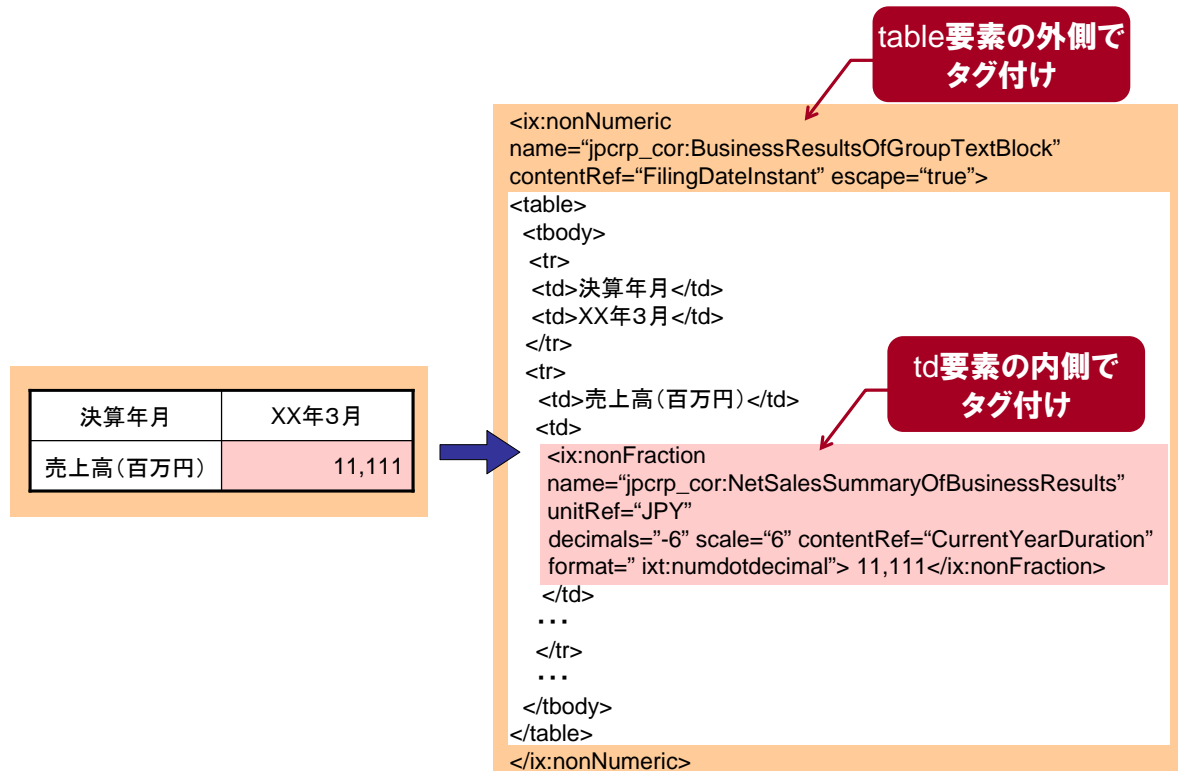 table要素の外側で
タグ付け
<ix:nonNumeric
name=“jpcrp_cor:BusinessResultsOfGroupTextBlock”
contentRef=“FilingDateInstant” escape=“true”>
<table>
<tbody>
<tr>
<td>決算年月</td>
<td>XX年3月</td>
</tr>
<tr>
<td>売上高(百万円)</td>
<td>
td要素の内側で
タグ付け
<ix:nonFraction
name=“jpcrp_cor:NetSalesSummaryOfBusinessResults”
unitRef=“JPY”
decimals=”-6” scale=“6” contentRef=“CurrentYearDuration”
format=” ixt:numdotdecimal”> 11,111</ix:nonFraction>
</td>
・・・
</tr>
・・・
</tbody>
</table>
</ix:nonNumeric>
決算年月 XX年3月
売上高(百万円) 11,111